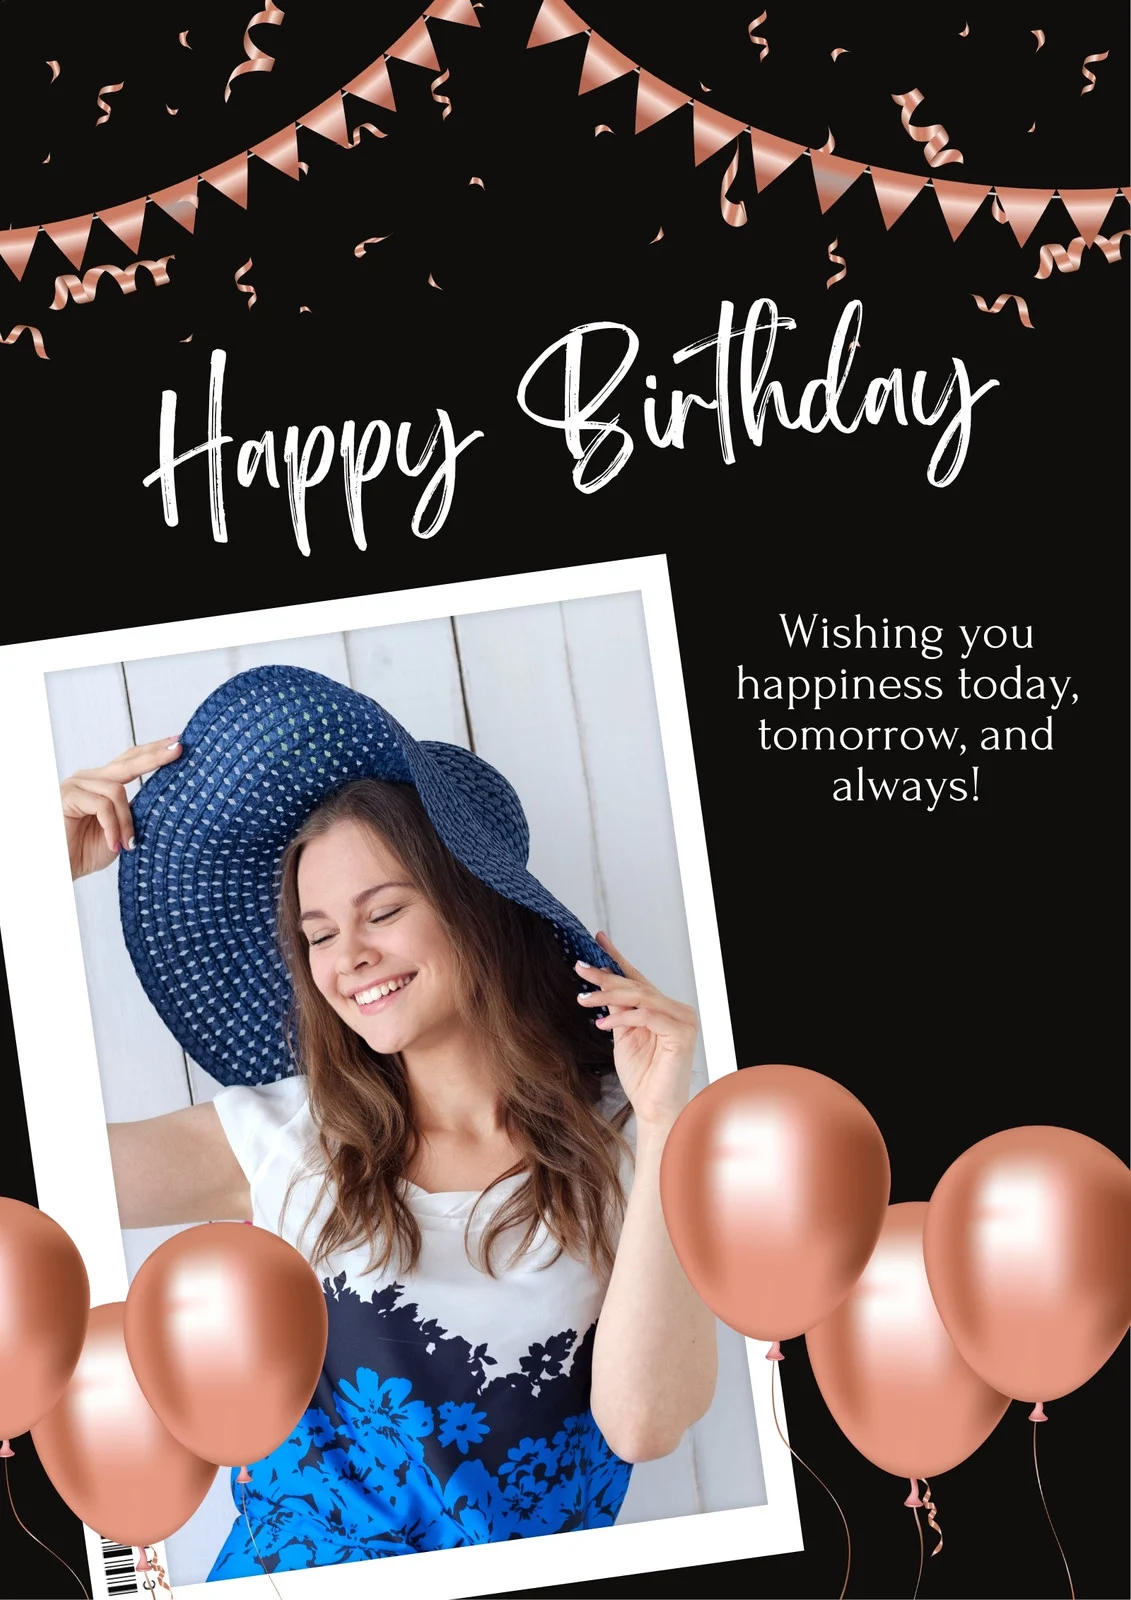 Happy Birthday
Wishing you
happiness today,
tomorrow, and
always!